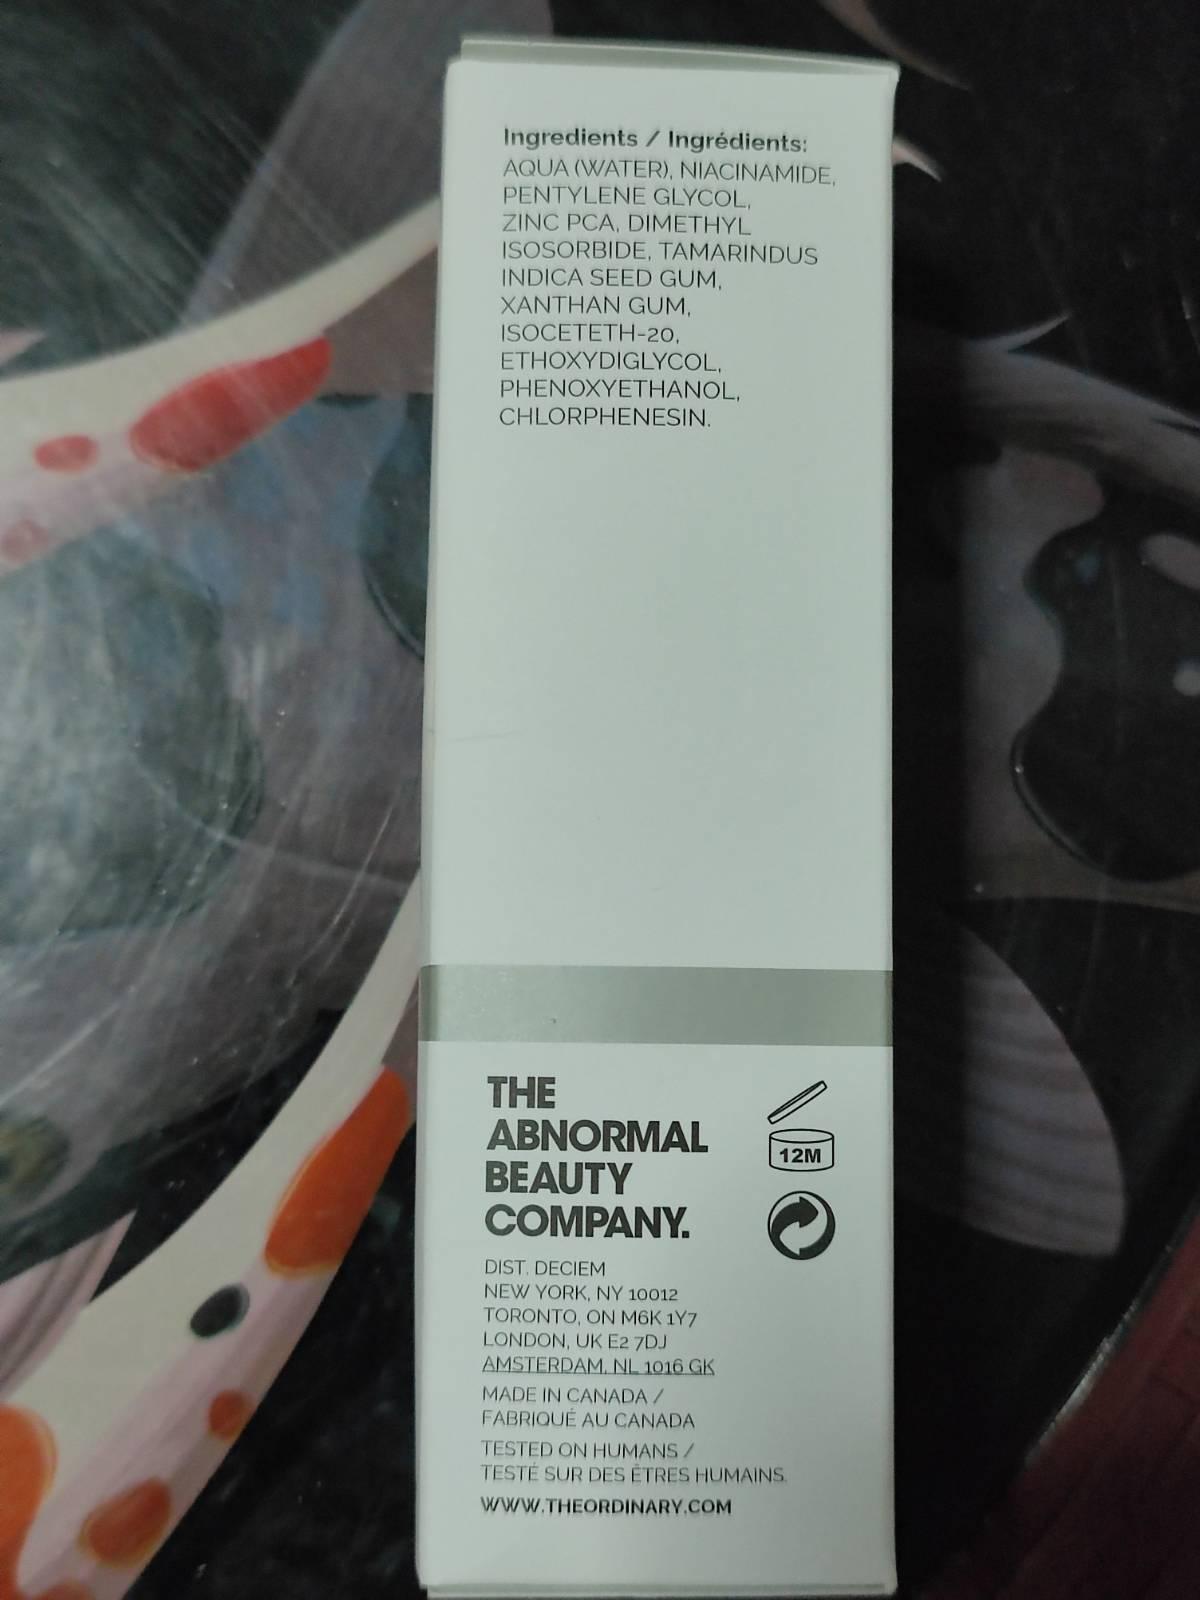 Ingredients / Ingrédients:
AQUA (WATER), NIACINAMIDE,
PENTYLENE GLYCOL,
ZINC PCA, DIMETHYL
ISOSORBIDE, TAMARINDUS
INDICA SEED GUM,
XANTHAN GUM,
ISOCETETH-20,
ETHOXYDIGLYCOL,
PHENOXYETHANOL,
CHLORPHENESIN.
THE
ABNORMAL
BEAUTY
COMPANY.
12M
DIST. DECIEM
NEW YORK, NY 10012
TORONTO, ON M6K 1Y7
LONDON, UK E2 7DJ
AMSTERDAM, NL 1016 GK
MADE IN CANADA /
FABRIQUÉ AU CANADA
TESTED ON HUMANS /
TESTÉ SUR DES ÊTRES HUMAINS.
WWW.THEORDINARY.COM